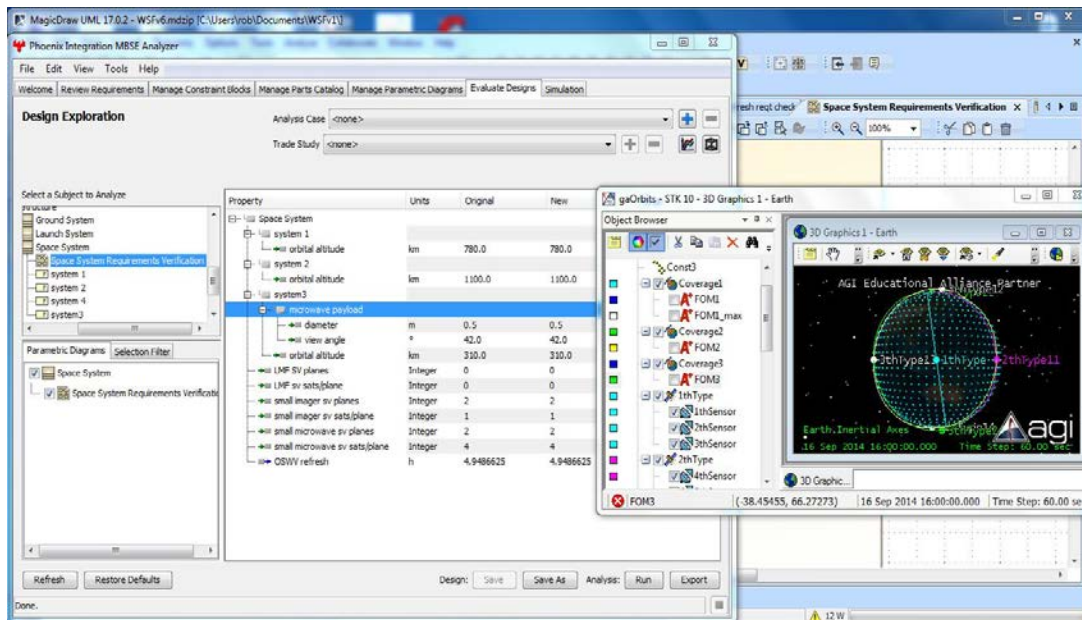 MagicDraw UML 17.0.2 - WSFv6.mdzip [C:\Users\rob\Documents\WSFv1\]
Phoenix Integration MBSE Analyzer
File Edit View Tools Help
Welcome Review Requirements Manage Constraint Blocks Manage Parts Catalog Manage Parametric Diagrams Evaluate Designs Simulation
Design Exploration
Analysis Case <none>
Trade Study <none>
Select a Subject to Analyze
Ground System
Launch System
Space System
Space System Requirements Verification
system 1
system 2
system 4
system3
Parametric Diagrams Selection Filter
Space System
Space System Requirements Verificatio
Property Units Original New
Space System
system 1
orbital altitude km 780.0 780.0
system 2
orbital altitude km 1100.0 1100.0
system3
microwave payload
diameter m 0.5 0.5
view angle ° 42.0 42.0
orbital altitude km 310.0 310.0
LMF SV planes Integer 0 0
LMF sv sats/plane Integer 0 0
small imager sv planes Integer 2 2
small imager sv sats/plane Integer 1 1
small microwave sv planes Integer 2 2
small microwave sv sats/plane Integer 4 4
OSWV refresh h 4.9486625 4.9486625
Refresh Restore Defaults Design: Save Save As Analysis: Run Export
Done.
resh reqt check Space System Requirements Verification
100%
gaOrbits - STK 10 - 3D Graphics 1 - Earth
Object Browser
Const3
Coverage1
FOM1
FOM1_max
Coverage2
FOM2
Coverage3
FOM3
1thType
1thSensor
2thSensor
3thSensor
2thType
4thSensor
3D Graphics 1 - Earth
AGI Educational Alliance Partner
1thType
2thType11
Earth Inertial Axes
16 Sep 2014 16:00:00.000 Time Step: 60.00 sec
agi
3D Graphic...
FOM3 (-38.45455, 66.27273) 16 Sep 2014 16:00:00.000 Time Step: 60.00 se
12 W